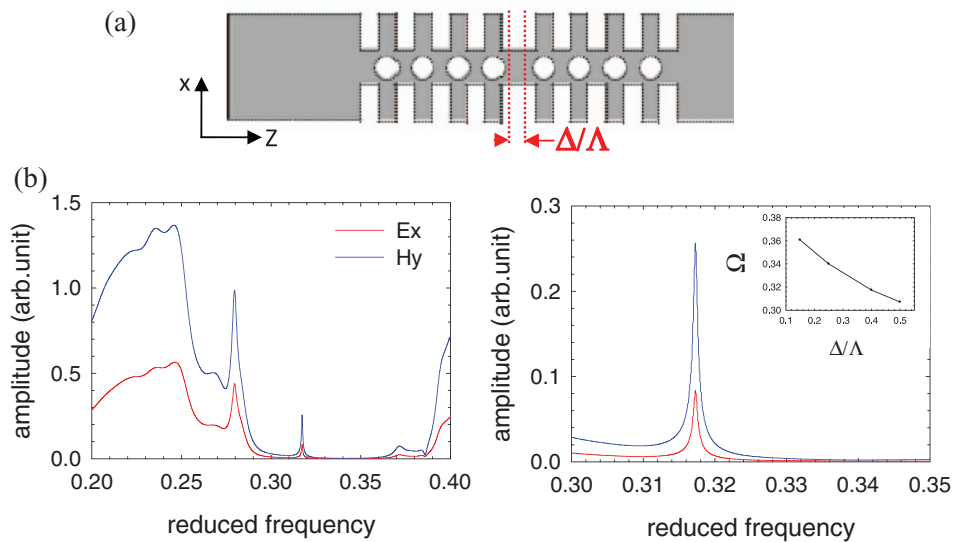 (a)
x
Z
Δ/Λ
(b)
1.5
1.0
0.5
0.0
amplitude (arb.unit)
Ex
Hy
0.20 0.25 0.30 0.35 0.40
reduced frequency
0.3
0.2
0.1
0.0
amplitude (arb.unit)
0.38
0.36
0.34
0.32
0.30
Ω
0.1 0.2 0.3 0.4 0.5
Δ/Λ
0.30 0.31 0.32 0.33 0.34 0.35
reduced frequency